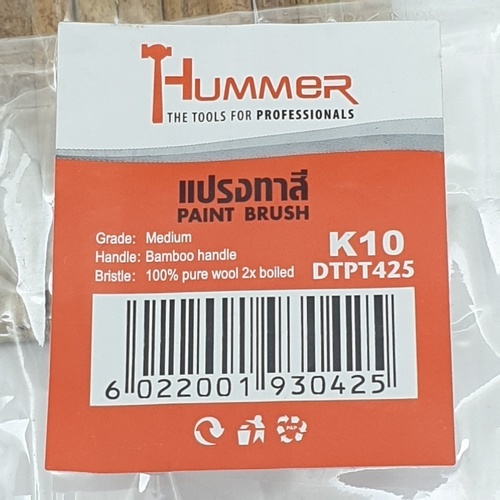 HUMMER
THE TOOLS FOR PROFESSIONALS
แปรงทาสี
PAINT BRUSH
Grade: Medium
Handle: Bamboo handle
Bristle: 100% pure wool 2x boiled
K10
DTPT425
6 022001 930425
PAP